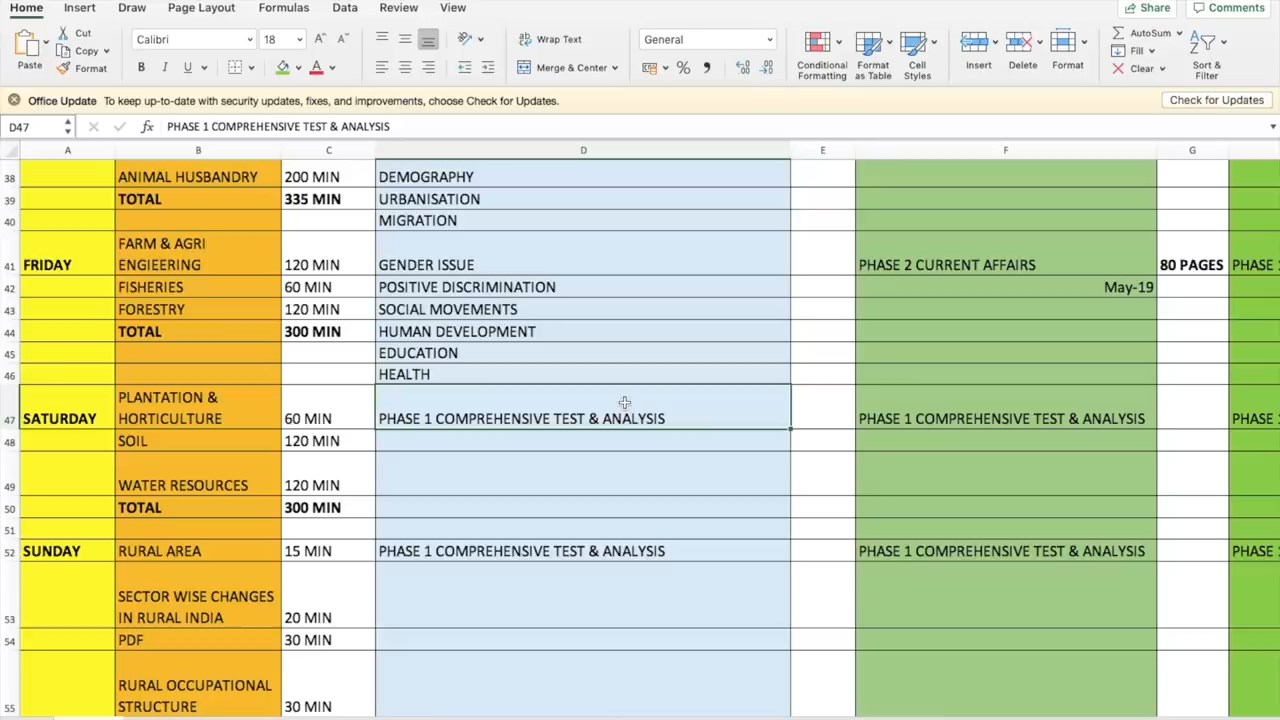 Home Insert Draw Page Layout Formulas Data Review View Share Comments
Paste Cut Copy Format
Calibri 18 A A
B I U A
Wrap Text
Merge & Center
General
%
Conditional Formatting
Format as Table
Cell Styles
Insert Delete Format
AutoSum
Fill
Clear
Sort & Filter
Office Update To keep up-to-date with security updates, fixes, and improvements, choose Check for Updates. Check for Updates
D47 fx PHASE 1 COMPREHENSIVE TEST & ANALYSIS
A B C D E F G
38 ANIMAL HUSBANDRY 200 MIN DEMOGRAPHY
39 TOTAL 335 MIN URBANISATION
40 MIGRATION
FARM & AGRI
41 FRIDAY ENGIEERING 120 MIN GENDER ISSUE PHASE 2 CURRENT AFFAIRS 80 PAGES PHASE 1
42 FISHERIES 60 MIN POSITIVE DISCRIMINATION May-19
43 FORESTRY 120 MIN SOCIAL MOVEMENTS
44 TOTAL 300 MIN HUMAN DEVELOPMENT
45 EDUCATION
46 HEALTH
PLANTATION &
47 SATURDAY HORTICULTURE 60 MIN PHASE 1 COMPREHENSIVE TEST & ANALYSIS PHASE 1 COMPREHENSIVE TEST & ANALYSIS PHASE 1
48 SOIL 120 MIN
49 WATER RESOURCES 120 MIN
50 TOTAL 300 MIN
51
52 SUNDAY RURAL AREA 15 MIN PHASE 1 COMPREHENSIVE TEST & ANALYSIS PHASE 1 COMPREHENSIVE TEST & ANALYSIS PHASE 1
SECTOR WISE CHANGES
53 IN RURAL INDIA 20 MIN
54 PDF 30 MIN
RURAL OCCUPATIONAL
55 STRUCTURE 30 MIN